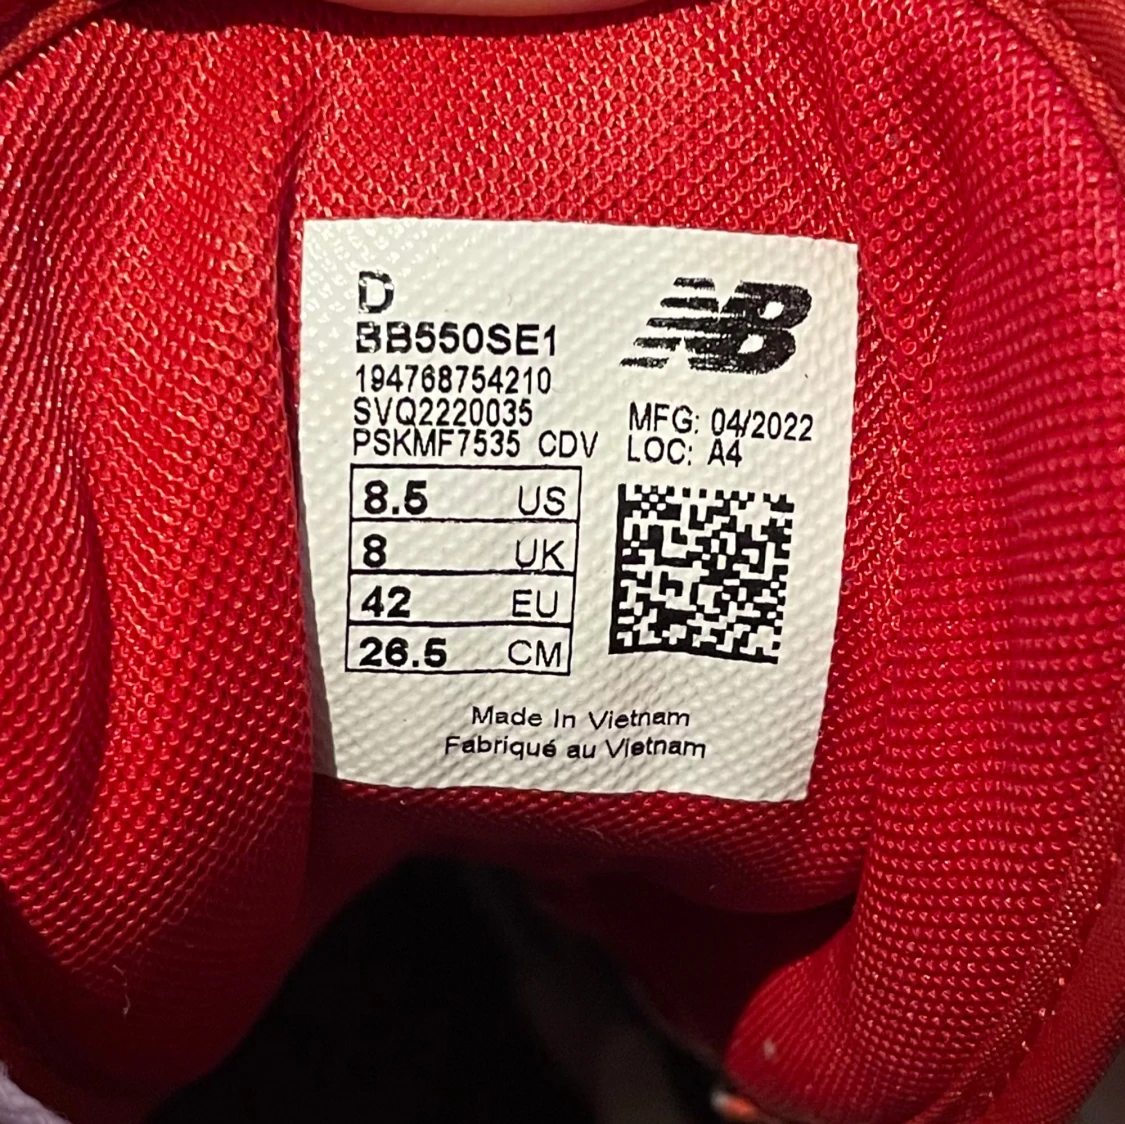 D
BB550SE1
194768754210
SVQ2220035
PSKMF7535 CDV
NB
MFG: 04/2022
LOC: A4
8.5 US
8 UK
42 EU
26.5 CM
Made In Vietnam
Fabriqué au Vietnam